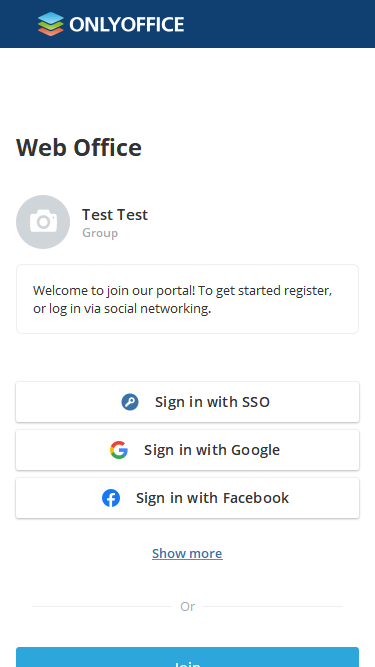 ONLYOFFICE
Web Office
Test Test
Group
Welcome to join our portal! To get started register,
or log in via social networking.
Sign in with SSO
Sign in with Google
Sign in with Facebook
Show more
Or
Join